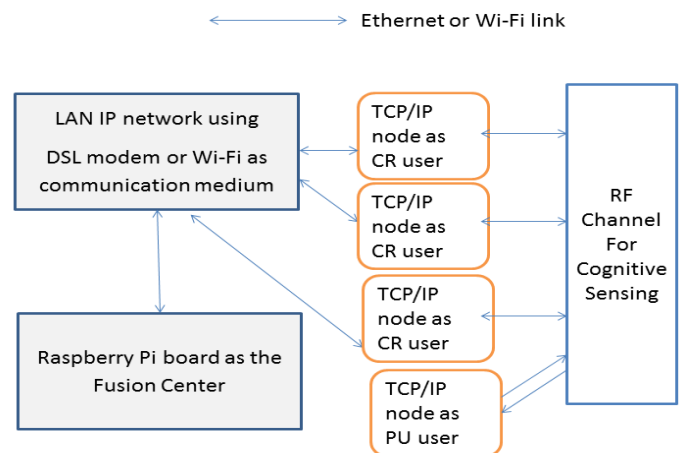 Ethernet or Wi-Fi link
LAN IP network using
DSL modem or Wi-Fi as
communication medium
TCP/IP
node as
CR user
TCP/IP
node as
CR user
TCP/IP
node as
CR user
TCP/IP
node as
PU user
RF
Channel
For
Cognitive
Sensing
Raspberry Pi board as the
Fusion Center